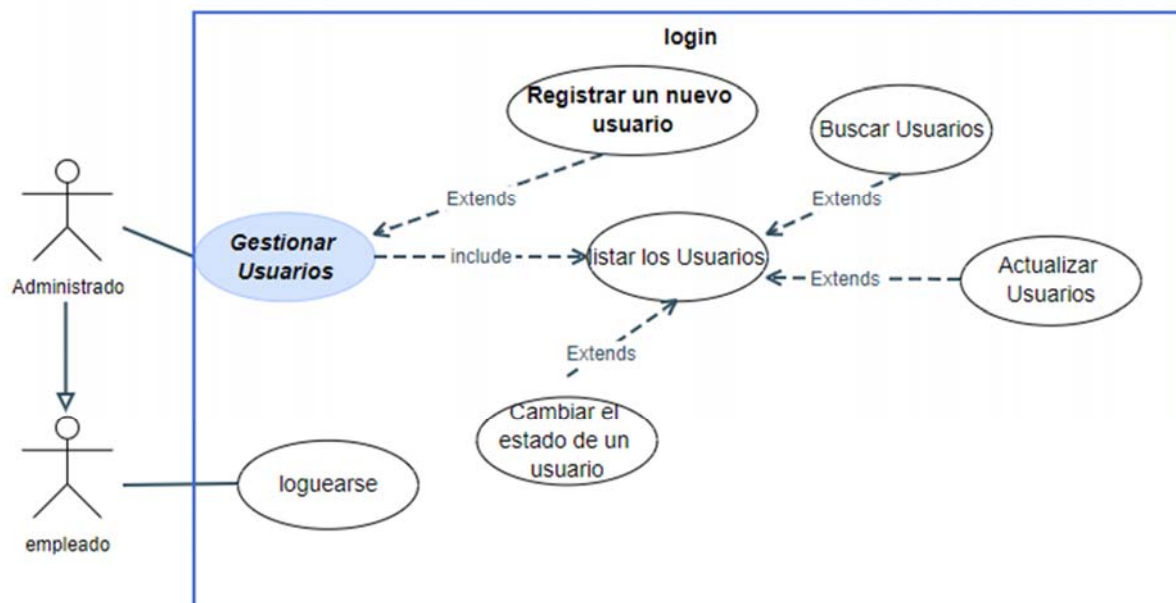 login
Registrar un nuevo
usuario
Buscar Usuarios
Extends
Extends
Gestionar
Usuarios
include
listar los Usuarios
Extends
Actualizar
Usuarios
Administrado
Extends
Cambiar el
estado de un
usuario
loguearse
empleado